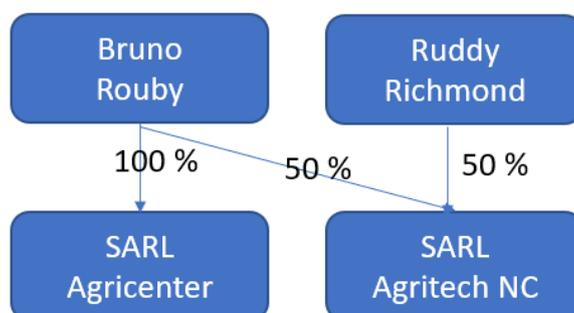 Bruno
Rouby
Ruddy
Richmond
100 %
50 %
50 %
SARL
Agricenter
SARL
Agritech NC